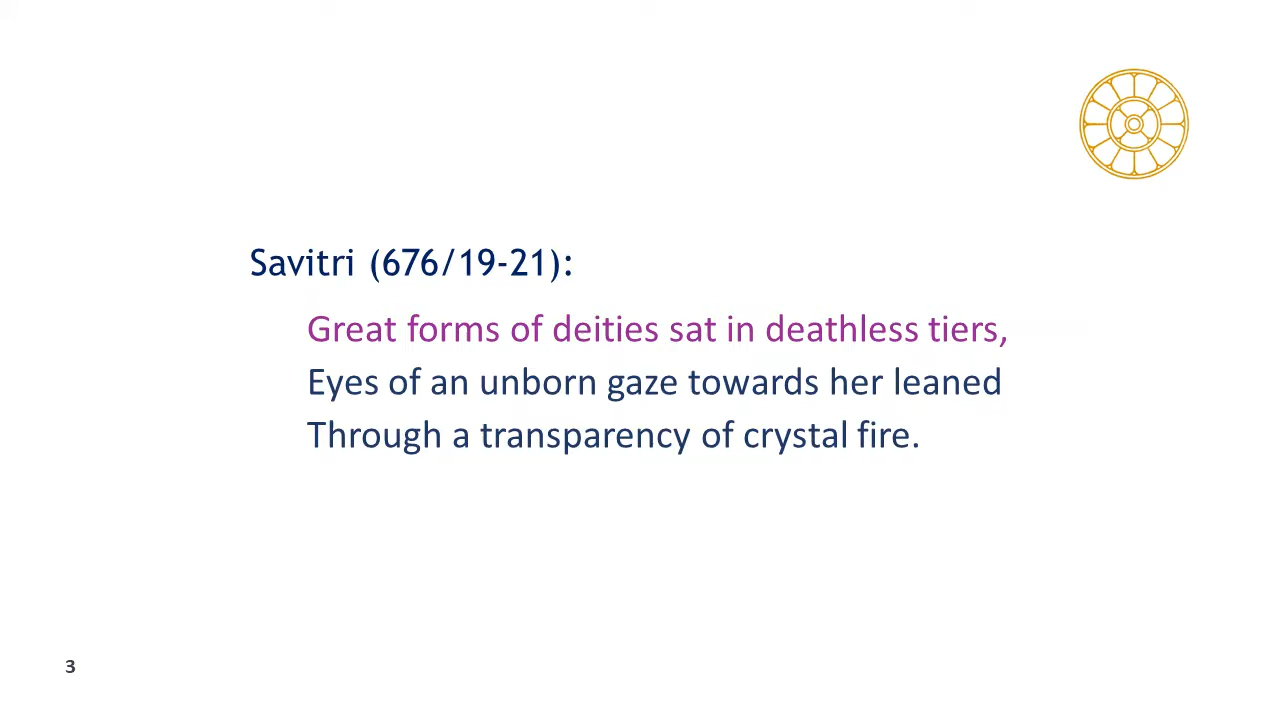 Savitri (676/19-21):
Great forms of deities sat in deathless tiers,
Eyes of an unborn gaze towards her leaned
Through a transparency of crystal fire.
3